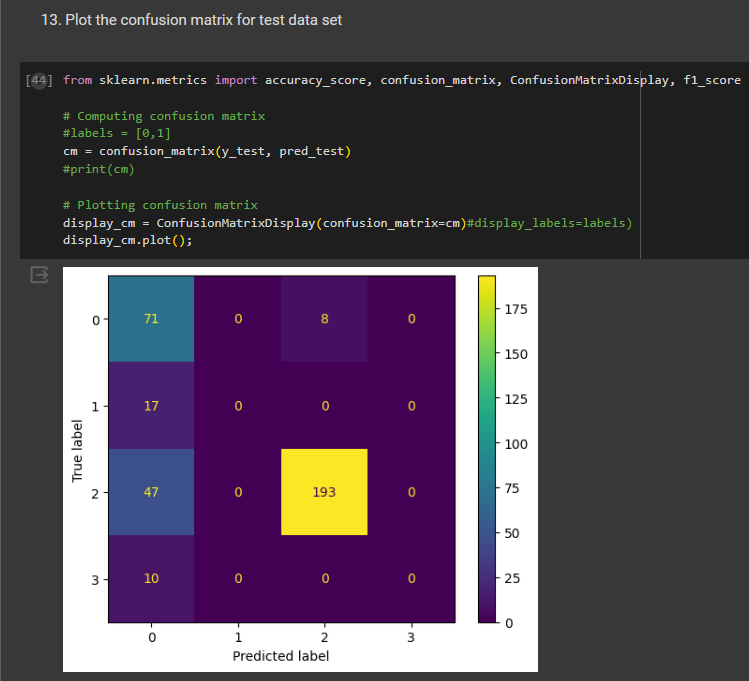 13. Plot the confusion matrix for test data set
[44] from sklearn.metrics import accuracy_score, confusion_matrix, ConfusionMatrixDisplay, f1_score
# Computing confusion matrix
#labels = [0,1]
cm = confusion_matrix(y_test, pred_test)
#print(cm)
# Plotting confusion matrix
display_cm = ConfusionMatrixDisplay(confusion_matrix=cm)#display_labels=labels)
display_cm.plot();
0 71 0 8 0
1 17 0 0 0
2 47 0 193 0
3 10 0 0 0
0 1 2 3
True label
Predicted label
175
150
125
100
75
50
25
0